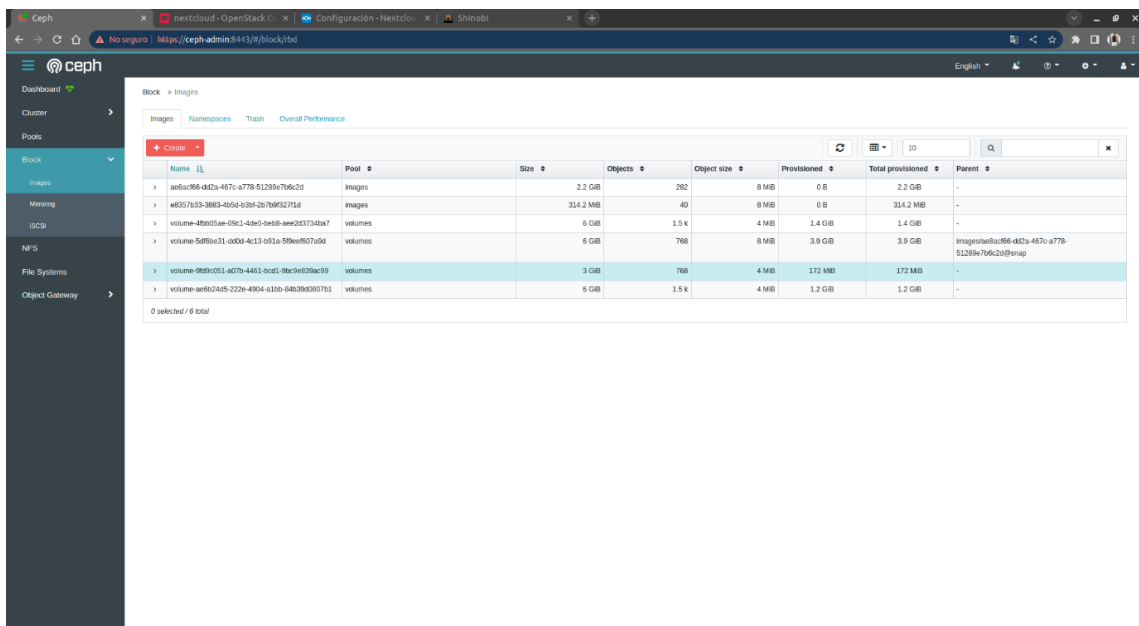 Ceph
nextcloud - OpenStack D
Configuración - Nextclou
Shinobi
No seguro
https://ceph-admin:8443/#/block/rbd
ceph
English
Dashboard
Cluster
Pools
Block
Images
Mirroring
iSCSI
NFS
File Systems
Object Gateway
Block » Images
Images Namespaces Trash Overall Performance
+ Create 10
Name Pool Size Objects Object size Provisioned Total provisioned Parent
ae8acf66-dd2a-467c-a778-51289e7b6c2d images 2.2 GiB 282 8 MiB 0 B 2.2 GiB -
e8357b33-3883-4b5d-b3bf-2b7b9f327f1d images 314.2 MiB 40 8 MiB 0 B 314.2 MiB -
volume-4fbb05ae-09c1-4de0-beb8-aee2d3734ba7 volumes 6 GiB 1.5 k 4 MiB 1.4 GiB 1.4 GiB -
volume-5df6be31-dd0d-4c13-b91a-5f9eef607a9d volumes 6 GiB 768 8 MiB 3.9 GiB 3.9 GiB images/ae8acf66-dd2a-467c-a778-
51289e7b6c2d@snap
volume-9fd9c051-a07b-4461-bcd1-9bc9e839ac99 volumes 3 GiB 768 4 MiB 172 MiB 172 MiB -
volume-ae6b24d5-222e-4904-a1bb-84b39d0807b1 volumes 6 GiB 1.5 k 4 MiB 1.2 GiB 1.2 GiB -
0 selected / 6 total